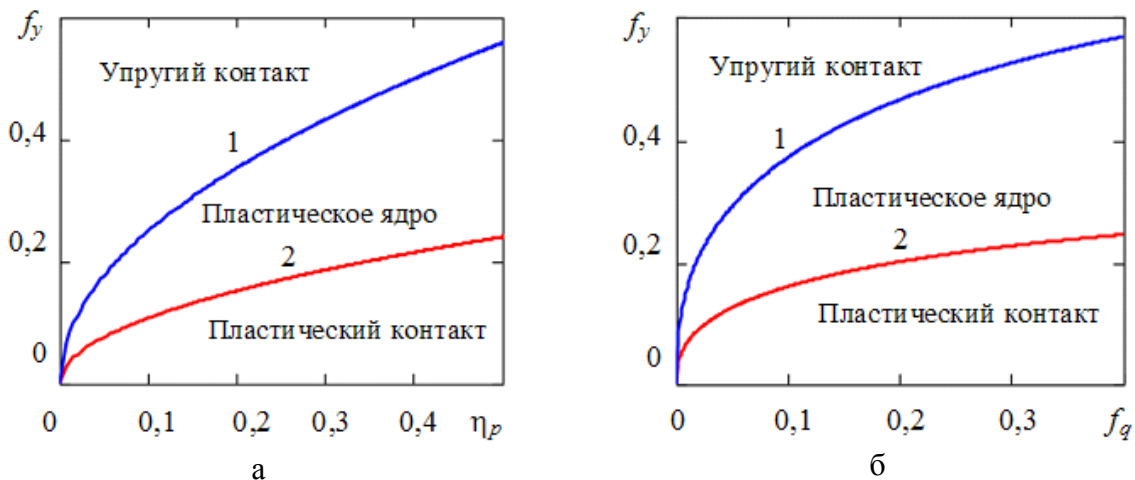 f_y
Упругий контакт
0,4
1
Пластическое ядро
0,2
2
Пластический контакт
0
0 0,1 0,2 0,3 0,4 η_p
а
f_y
Упругий контакт
0,4
1
Пластическое ядро
0,2
2
Пластический контакт
0
0 0,1 0,2 0,3 f_q
б